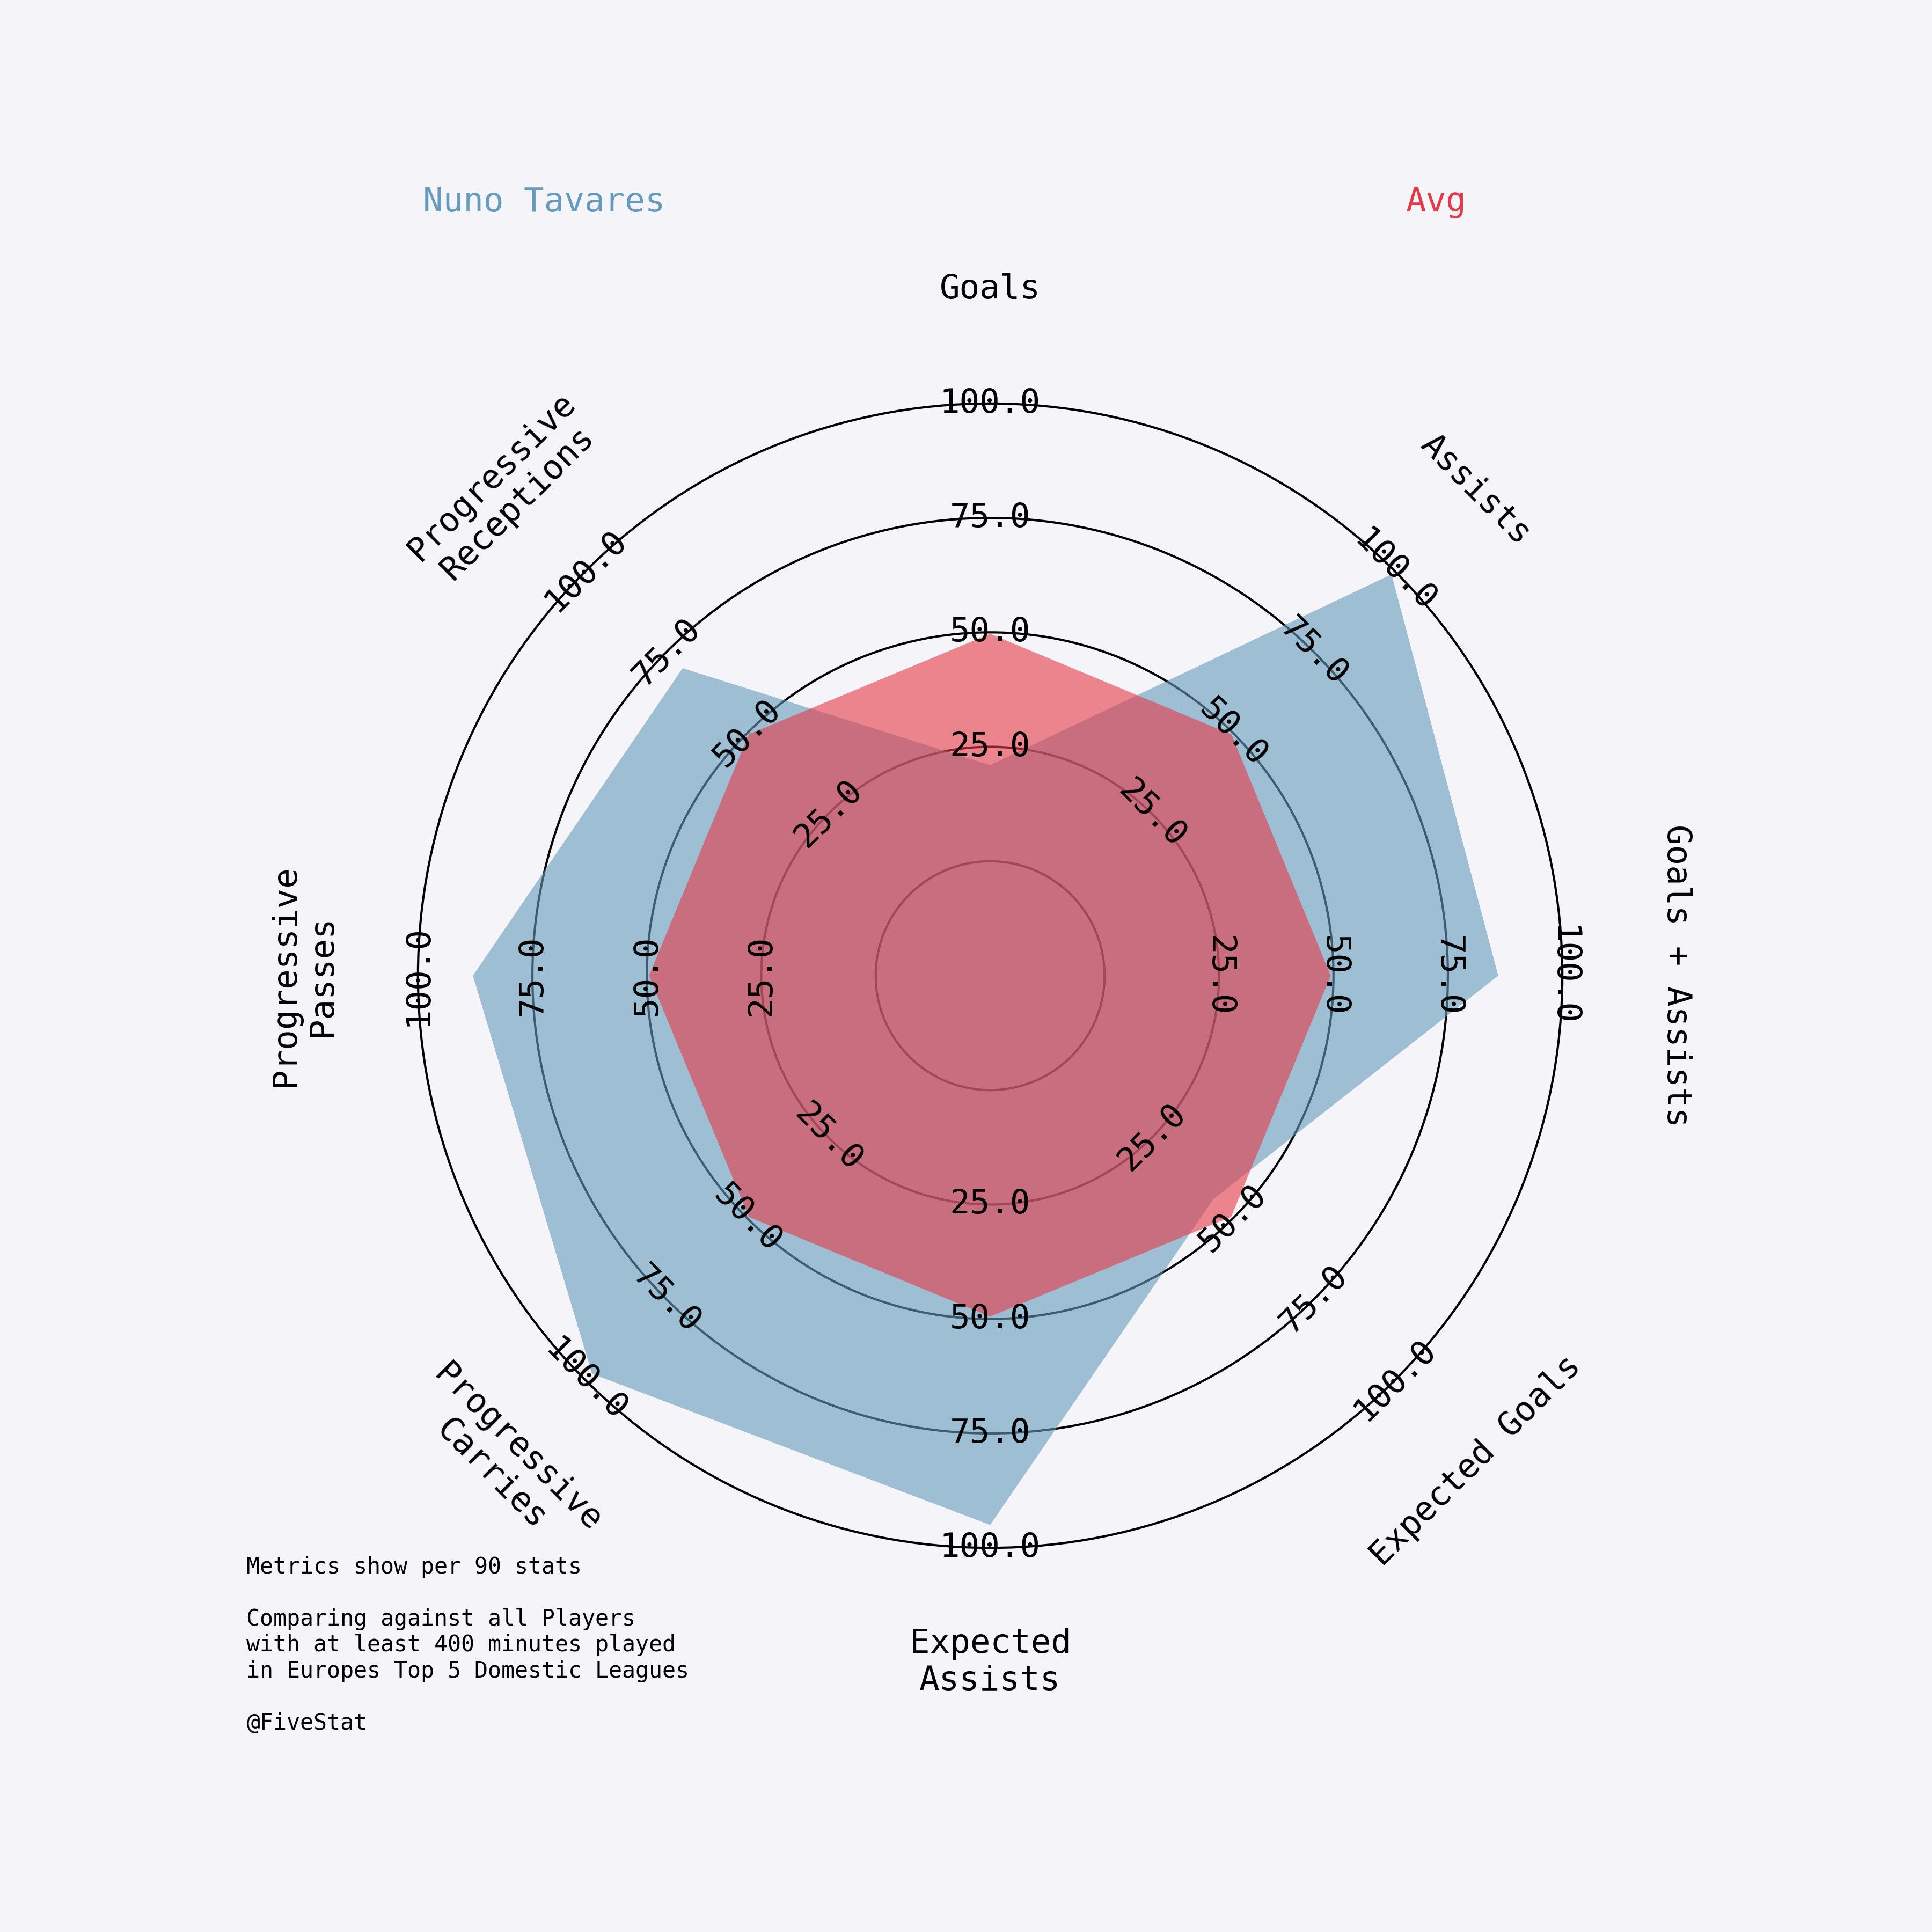 Nuno Tavares
Avg
Goals
Assists
Goals + Assists
Expected Goals
Expected
Assists
Progressive
Carries
Progressive
Passes
Progressive
Receptions
25.0
50.0
75.0
100.0
25.0
50.0
75.0
100.0
25.0
50.0
75.0
100.0
25.0
50.0
75.0
100.0
25.0
50.0
75.0
100.0
25.0
50.0
75.0
100.0
25.0
50.0
75.0
100.0
25.0
50.0
75.0
100.0
Metrics show per 90 stats
Comparing against all Players
with at least 400 minutes played
in Europes Top 5 Domestic Leagues
@FiveStat